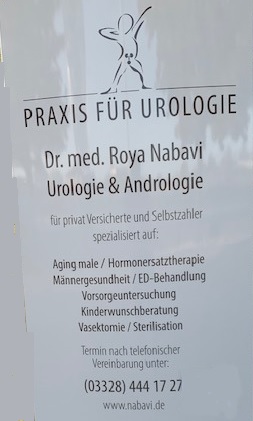 PRAXIS FÜR UROLOGIE
Dr. med. Roya Nabavi
Urologie & Andrologie
für privat Versicherte und Selbstzahler
spezialisiert auf:
Aging male / Hormonersatztherapie
Männergesundheit / ED-Behandlung
Vorsorgeuntersuchung
Kinderwunschberatung
Vasektomie / Sterilisation
Termin nach telefonischer
Vereinbarung unter:
(03328) 444 17 27
www.nabavi.de